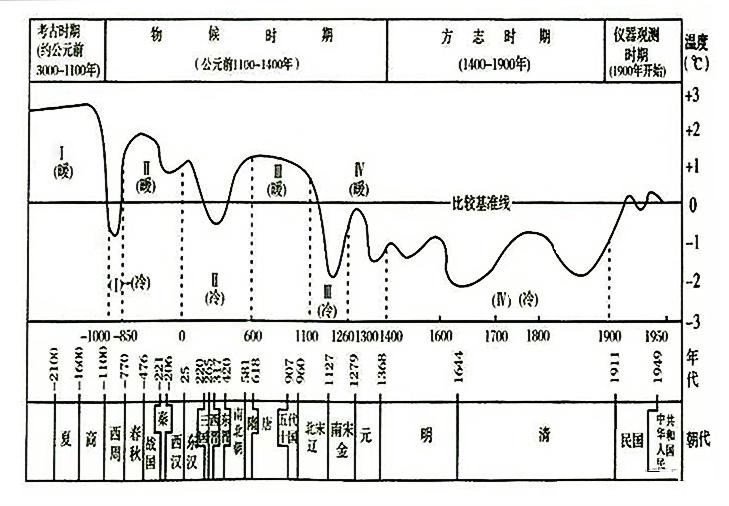 考古时期
(约公元前
3000-1100年)
物候时期
(公元前1100-1400年)
方志时期
(1400-1900年)
仪器观测
时期
(1900年开始)
温度
(℃)
+3
+2
+1
0
-1
-2
-3
Ⅰ
(暖)
Ⅱ
(暖)
Ⅲ
(暖)
Ⅳ
(暖)
比较基准线
(Ⅰ)-(冷)
Ⅱ
(冷)
Ⅲ
(冷)
(Ⅳ) (冷)
-1000 -850 0 600 1100 1260 1300 1400 1600 1700 1800 1900 1950
-2100 -1600 -1100 -770 -476 -221 -206 25 220 265 317 420 581 618 907 960 1127 1279 1368 1644 1911 1949
年代
夏 商 西周 春秋 战国 秦 西汉 东汉 三国 西晋 东晋 南北朝 隋 唐 五代十国 北宋辽 南宋金 元 明 清 民国 中华人民共和国
朝代